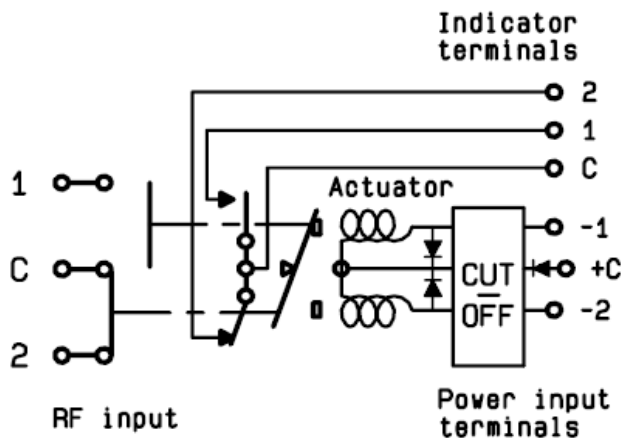 Indicator
terminals
2
1
C
Actuator
1
-1
C
CUT
+C
OFF
-2
2
RF input
Power input
terminals